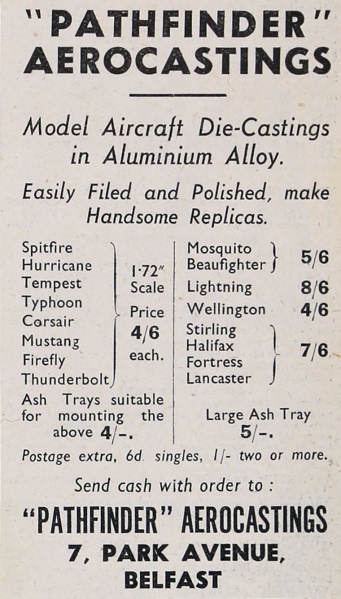 "PATHFINDER"
AEROCASTINGS
Model Aircraft Die-Castings
in Aluminium Alloy.
Easily Filed and Polished, make
Handsome Replicas.
Spitfire
Hurricane
Tempest
Typhoon
Corsair
Mustang
Firefly
Thunderbolt
1·72"
Scale
Price
4/6
each.
Ash Trays suitable
for mounting the
above 4/-.
Mosquito
Beaufighter
5/6
Lightning 8/6
Wellington 4/6
Stirling
Halifax
Fortress
Lancaster
7/6
Large Ash Tray
5/-.
Postage extra, 6d singles, 1/- two or more.
Send cash with order to :
"PATHFINDER" AEROCASTINGS
7, PARK AVENUE,
BELFAST